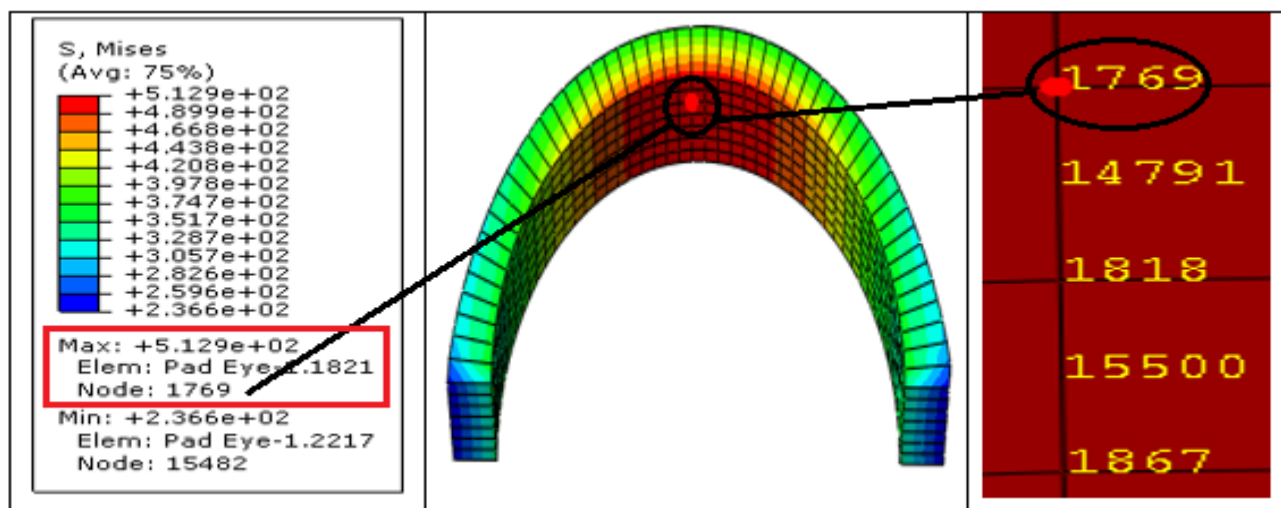 S, Mises
(Avg: 75%)
+5.129e+02
+4.899e+02
+4.668e+02
+4.438e+02
+4.208e+02
+3.978e+02
+3.747e+02
+3.517e+02
+3.287e+02
+3.057e+02
+2.826e+02
+2.596e+02
+2.366e+02
Max: +5.129e+02
Elem: Pad Eye-1.1821
Node: 1769
Min: +2.366e+02
Elem: Pad Eye-1.2217
Node: 15482
1769
14791
1818
15500
1867